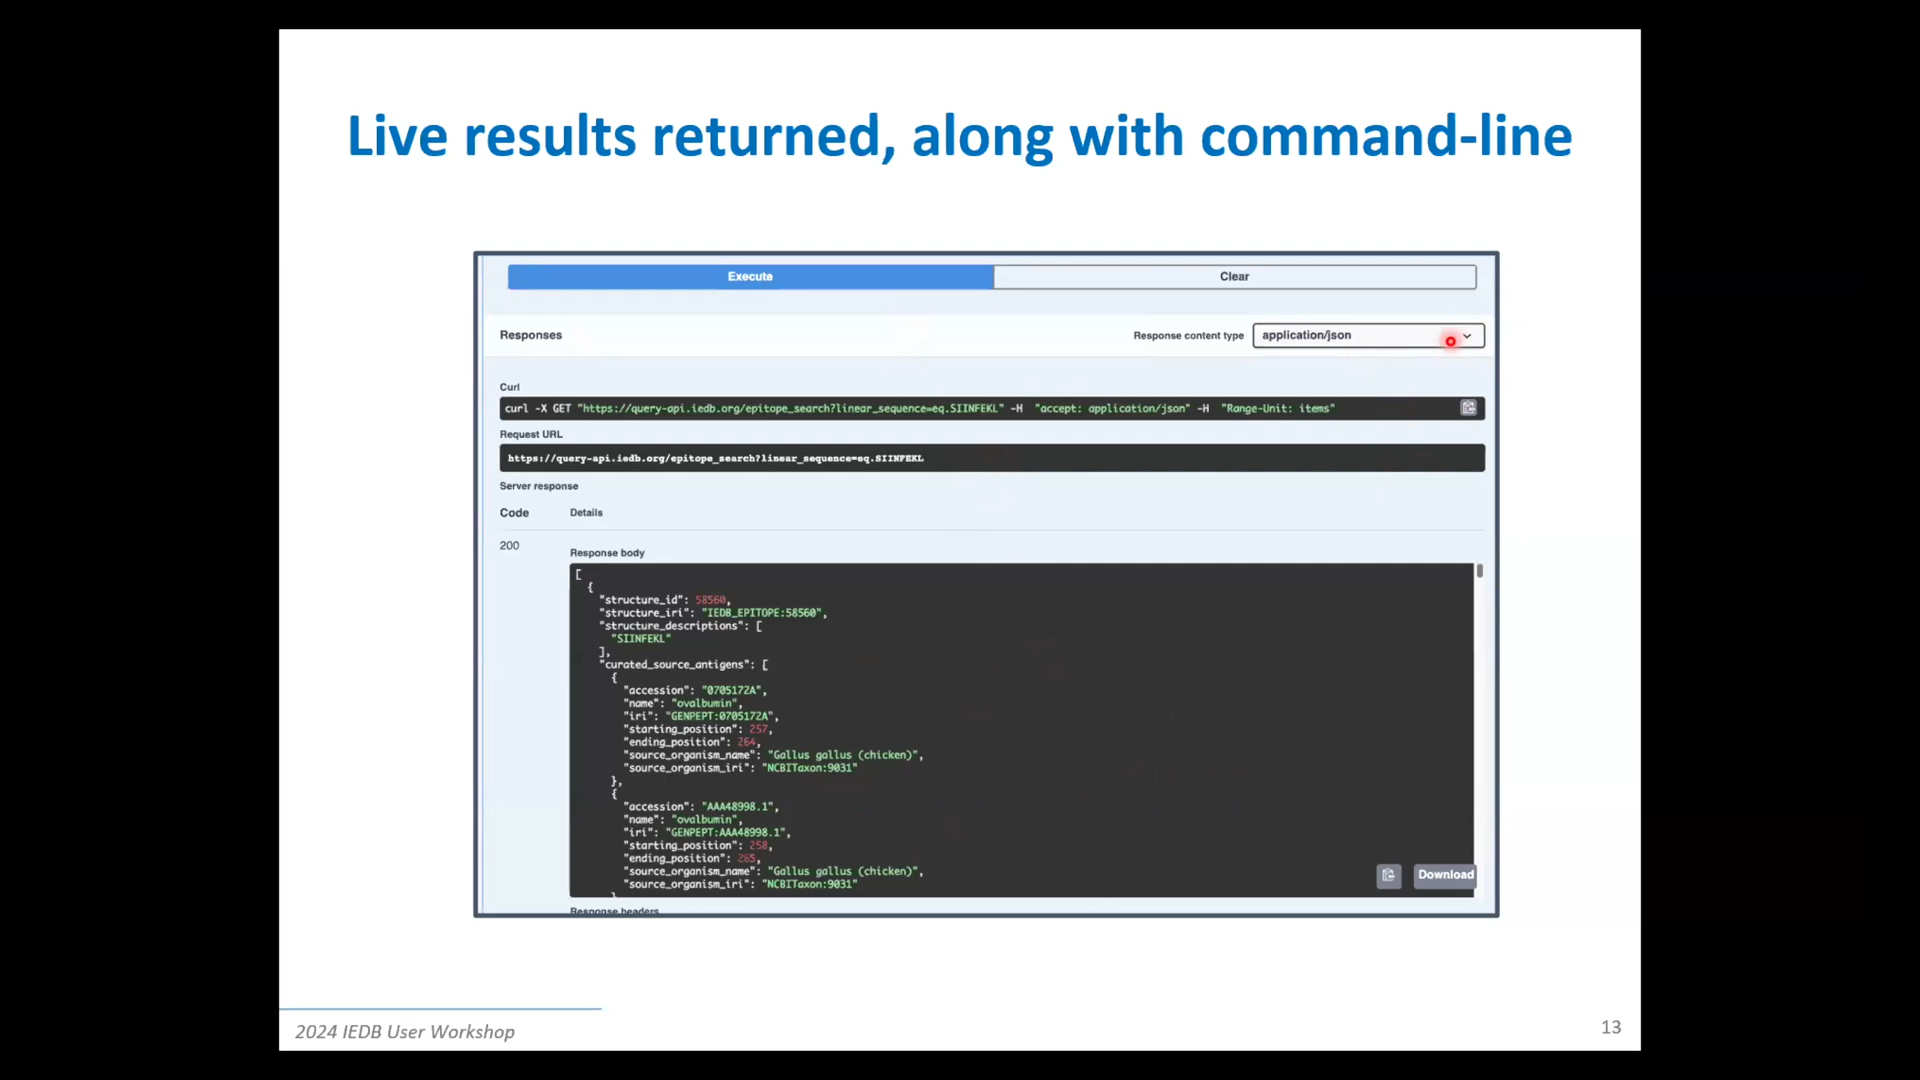 Live results returned, along with command-line
Execute
Clear
Responses
Response content type
application/json
Curl
curl -X GET "https://query-api.iedb.org/epitope_search?linear_sequence=eq.SIINFEKL" -H  "accept: application/json" -H  "Range-Unit: items"
Request URL
https://query-api.iedb.org/epitope_search?linear_sequence=eq.SIINFEKL
Server response
Code
Details
200
Response body
[
{
"structure_id": 58560,
"structure_iri": "IEDB_EPITOPE:58560",
"structure_descriptions": [
"SIINFEKL"
],
"curated_source_antigens": [
{
"accession": "0705172A",
"name": "ovalbumin",
"iri": "GENPEPT:0705172A",
"starting_position": 257,
"ending_position": 264,
"source_organism_name": "Gallus gallus (chicken)",
"source_organism_iri": "NCBITaxon:9031"
},
{
"accession": "AAA48998.1",
"name": "ovalbumin",
"iri": "GENPEPT:AAA48998.1",
"starting_position": 258,
"ending_position": 265,
"source_organism_name": "Gallus gallus (chicken)",
"source_organism_iri": "NCBITaxon:9031"
}
Download
Response headers
2024 IEDB User Workshop
13